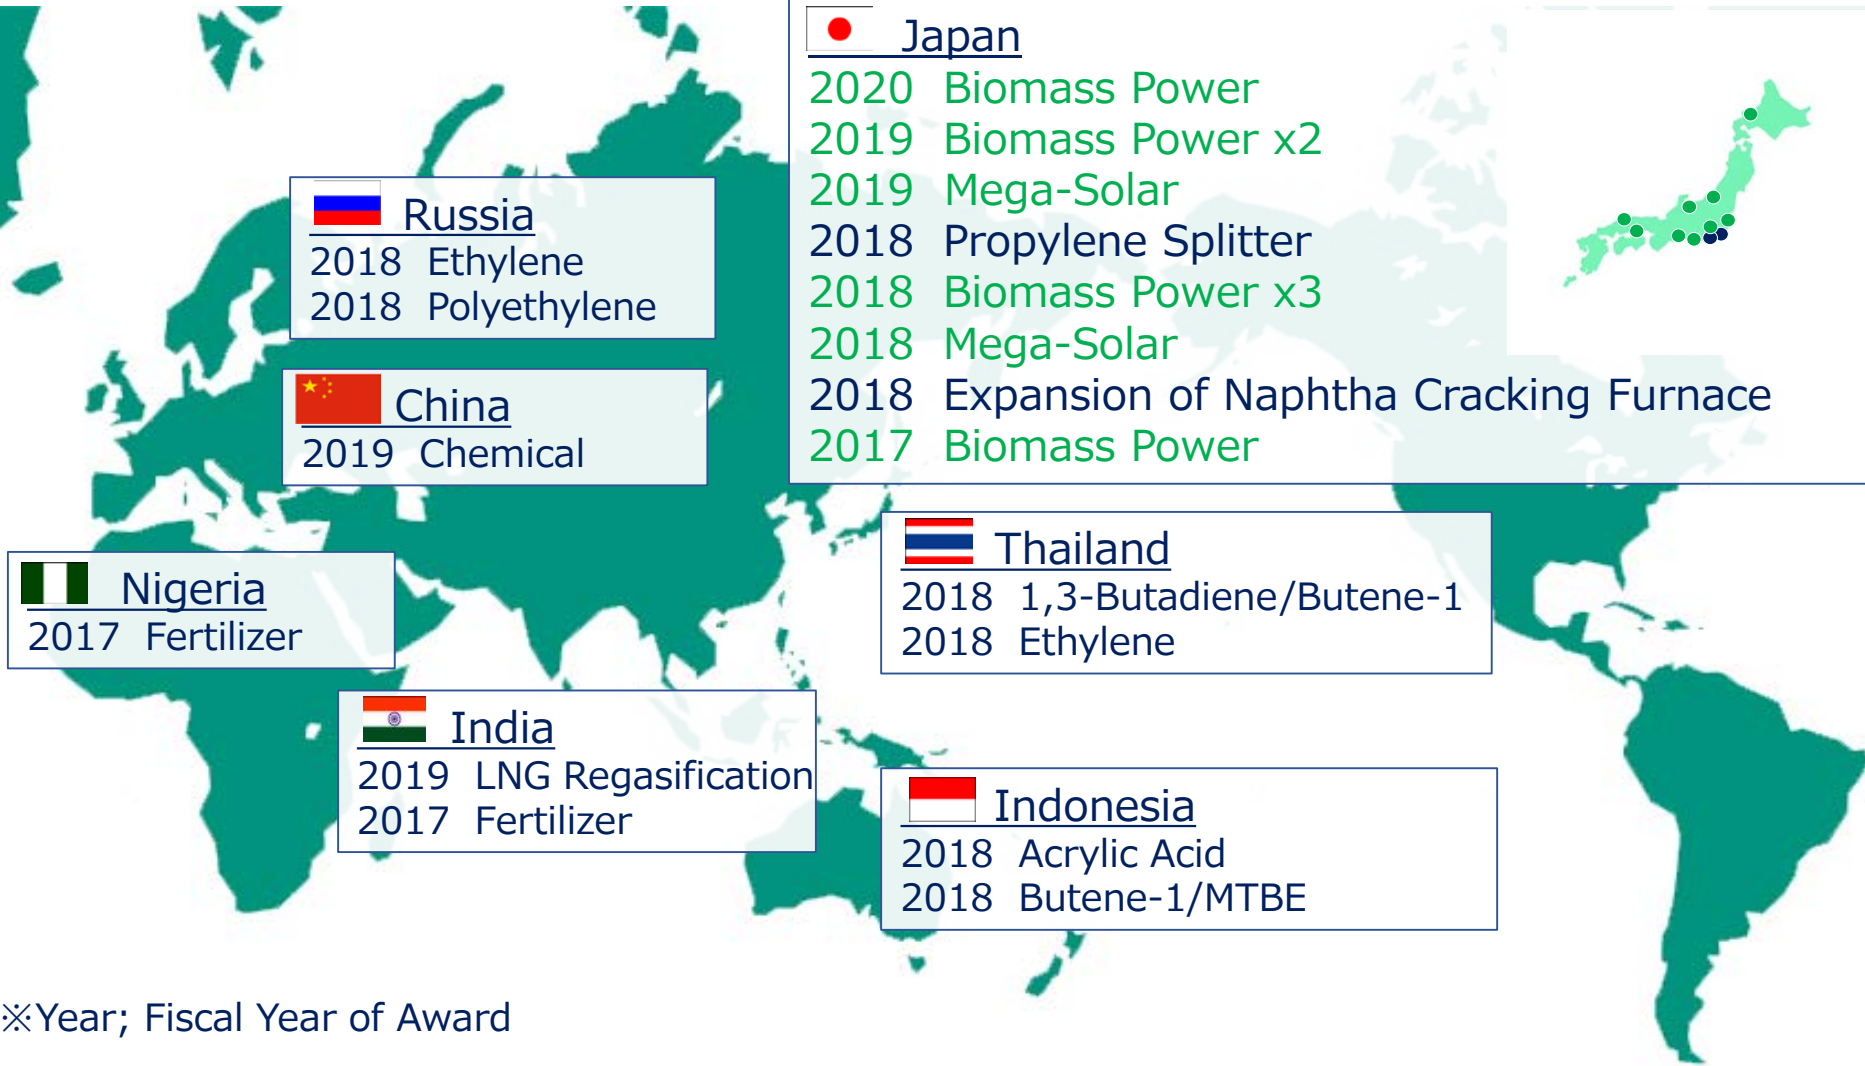 Japan
2020 Biomass Power
2019 Biomass Power x2
2019 Mega-Solar
2018 Propylene Splitter
2018 Biomass Power x3
2018 Mega-Solar
2018 Expansion of Naphtha Cracking Furnace
2017 Biomass Power
Russia
2018 Ethylene
2018 Polyethylene
China
2019 Chemical
Nigeria
2017 Fertilizer
Thailand
2018 1,3-Butadiene/Butene-1
2018 Ethylene
India
2019 LNG Regasification
2017 Fertilizer
Indonesia
2018 Acrylic Acid
2018 Butene-1/MTBE
※Year; Fiscal Year of Award